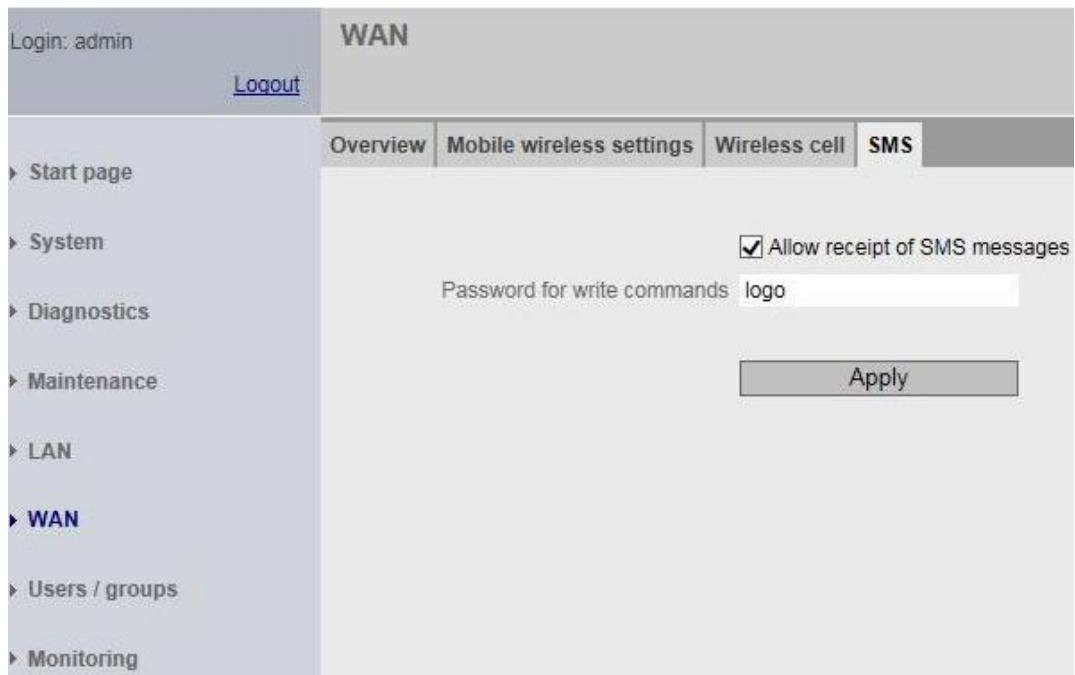 Login: admin
Logout
WAN
Overview
Mobile wireless settings
Wireless cell
SMS
Start page
System
Diagnostics
Maintenance
LAN
WAN
Users / groups
Monitoring
Allow receipt of SMS messages
Password for write commands logo
Apply